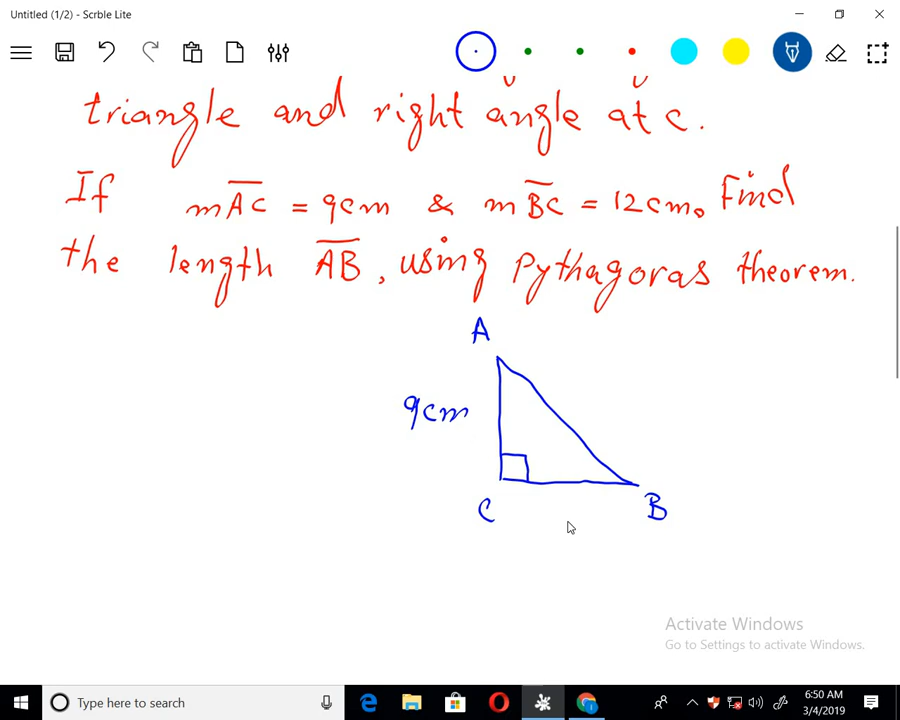 Untitled (1/2) - Scrble Lite
triangle and right angle at c.
If mAC = 9cm & mBC = 12cm. Find
the length AB, using Pythagoras theorem.
A
9cm
C
B
Activate Windows
Go to Settings to activate Windows.
Type here to search
6:50 AM
3/4/2019